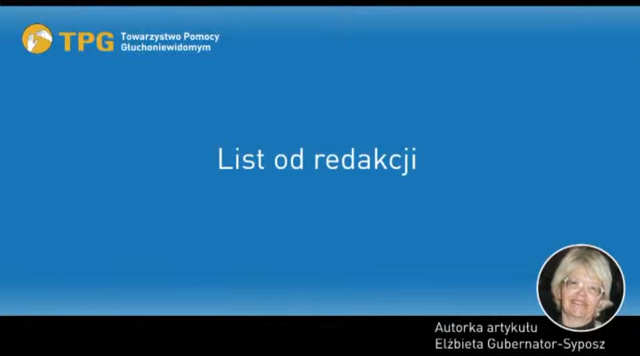 TPG
Towarzystwo Pomocy
Głuchoniewidomym
List od redakcji
Autorka artykułu
Elżbieta Gubernator-Syposz